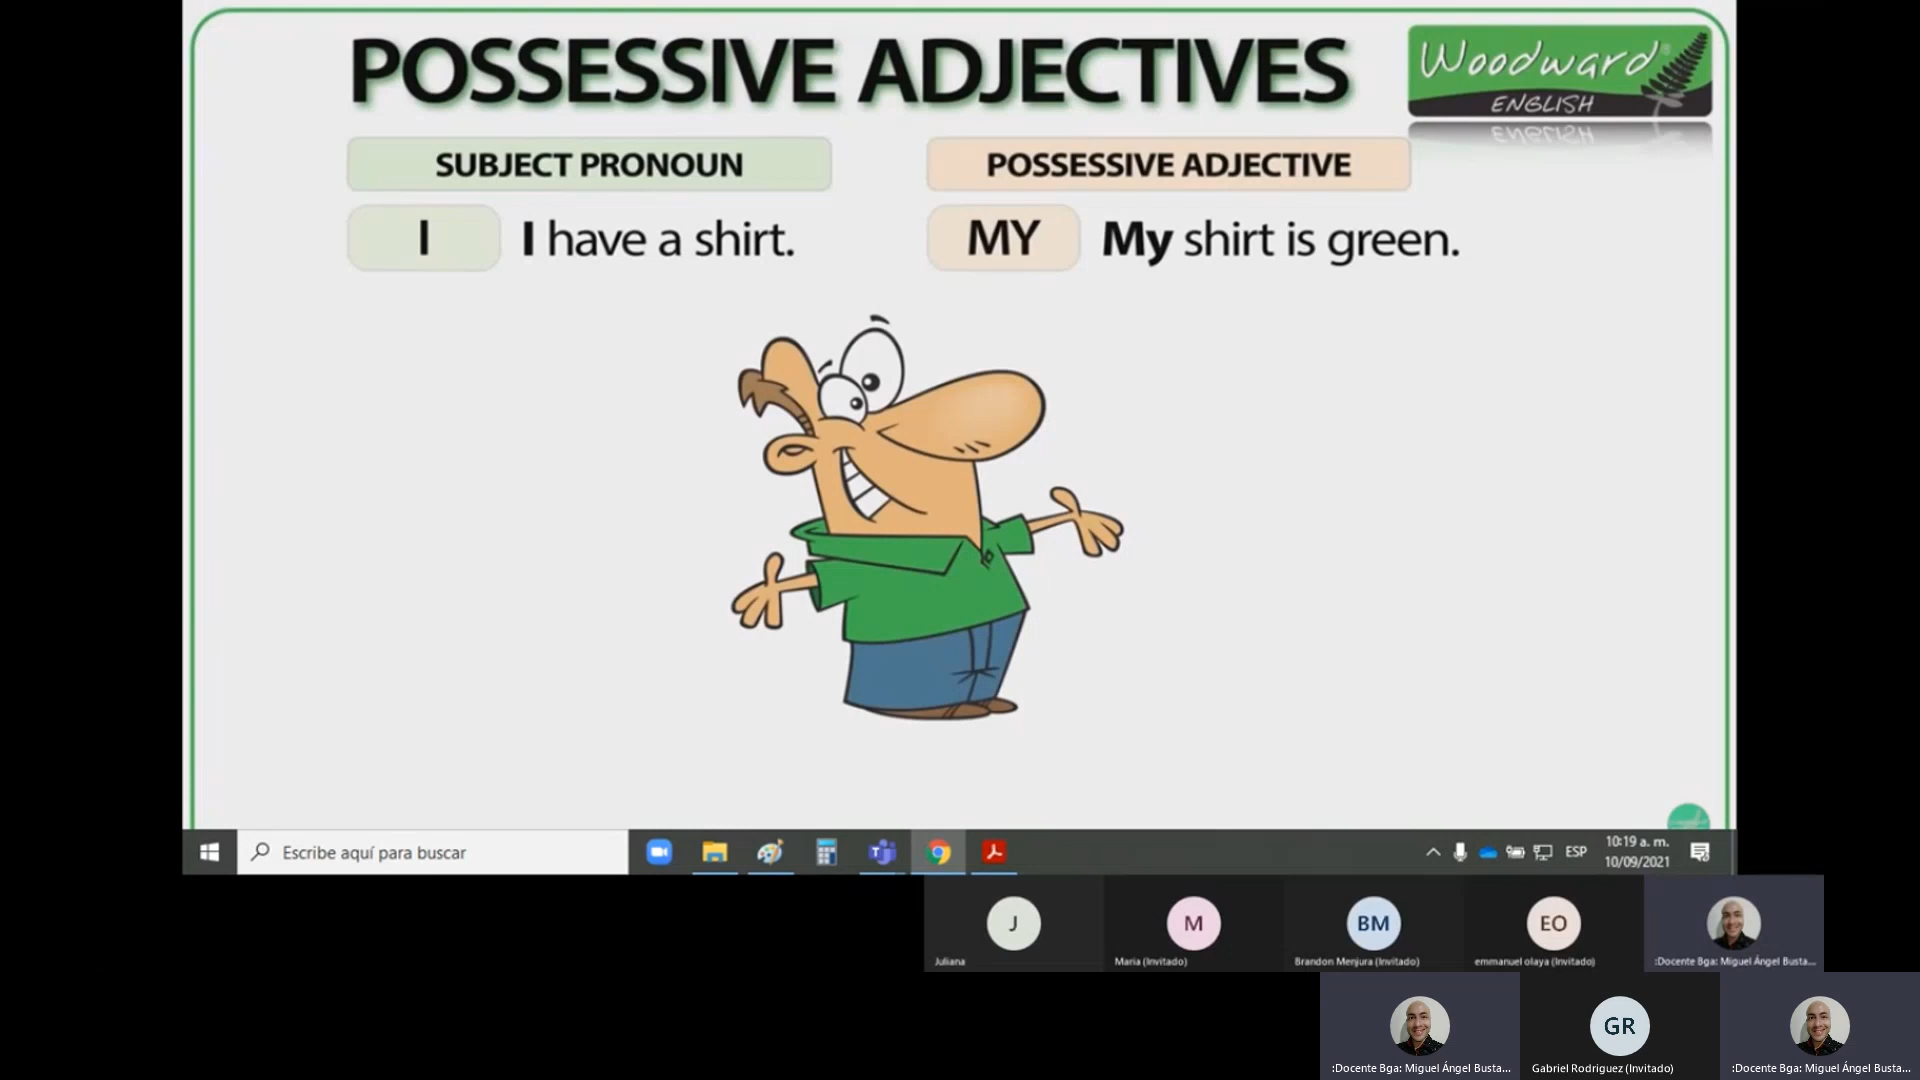 POSSESSIVE ADJECTIVES
Woodward®
ENGLISH
SUBJECT PRONOUN
POSSESSIVE ADJECTIVE
I
I have a shirt.
MY
My shirt is green.
Escribe aquí para buscar
ESP
10:19 a. m.
10/09/2021
J
M
BM
EO
Juliana
Maria (Invitado)
Brandon Menjura (Invitado)
emmanuel olaya (Invitado)
:Docente Bga: Miguel Ángel Busta...
GR
:Docente Bga: Miguel Ángel Busta...
Gabriel Rodriguez (Invitado)
:Docente Bga: Miguel Ángel Busta...